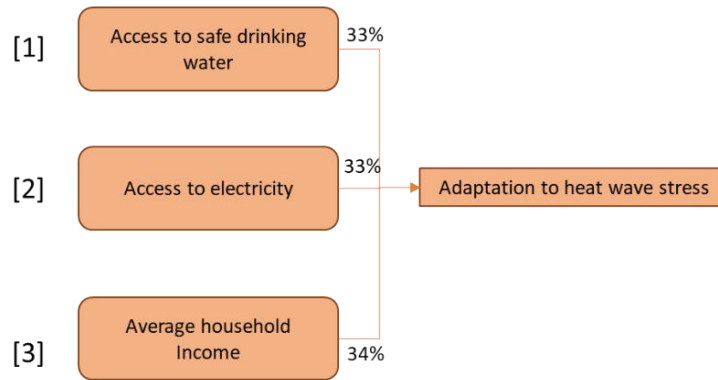 [1]
Access to safe drinking
water
33%
[2]
Access to electricity
33%
Adaptation to heat wave stress
[3]
Average household
Income
34%